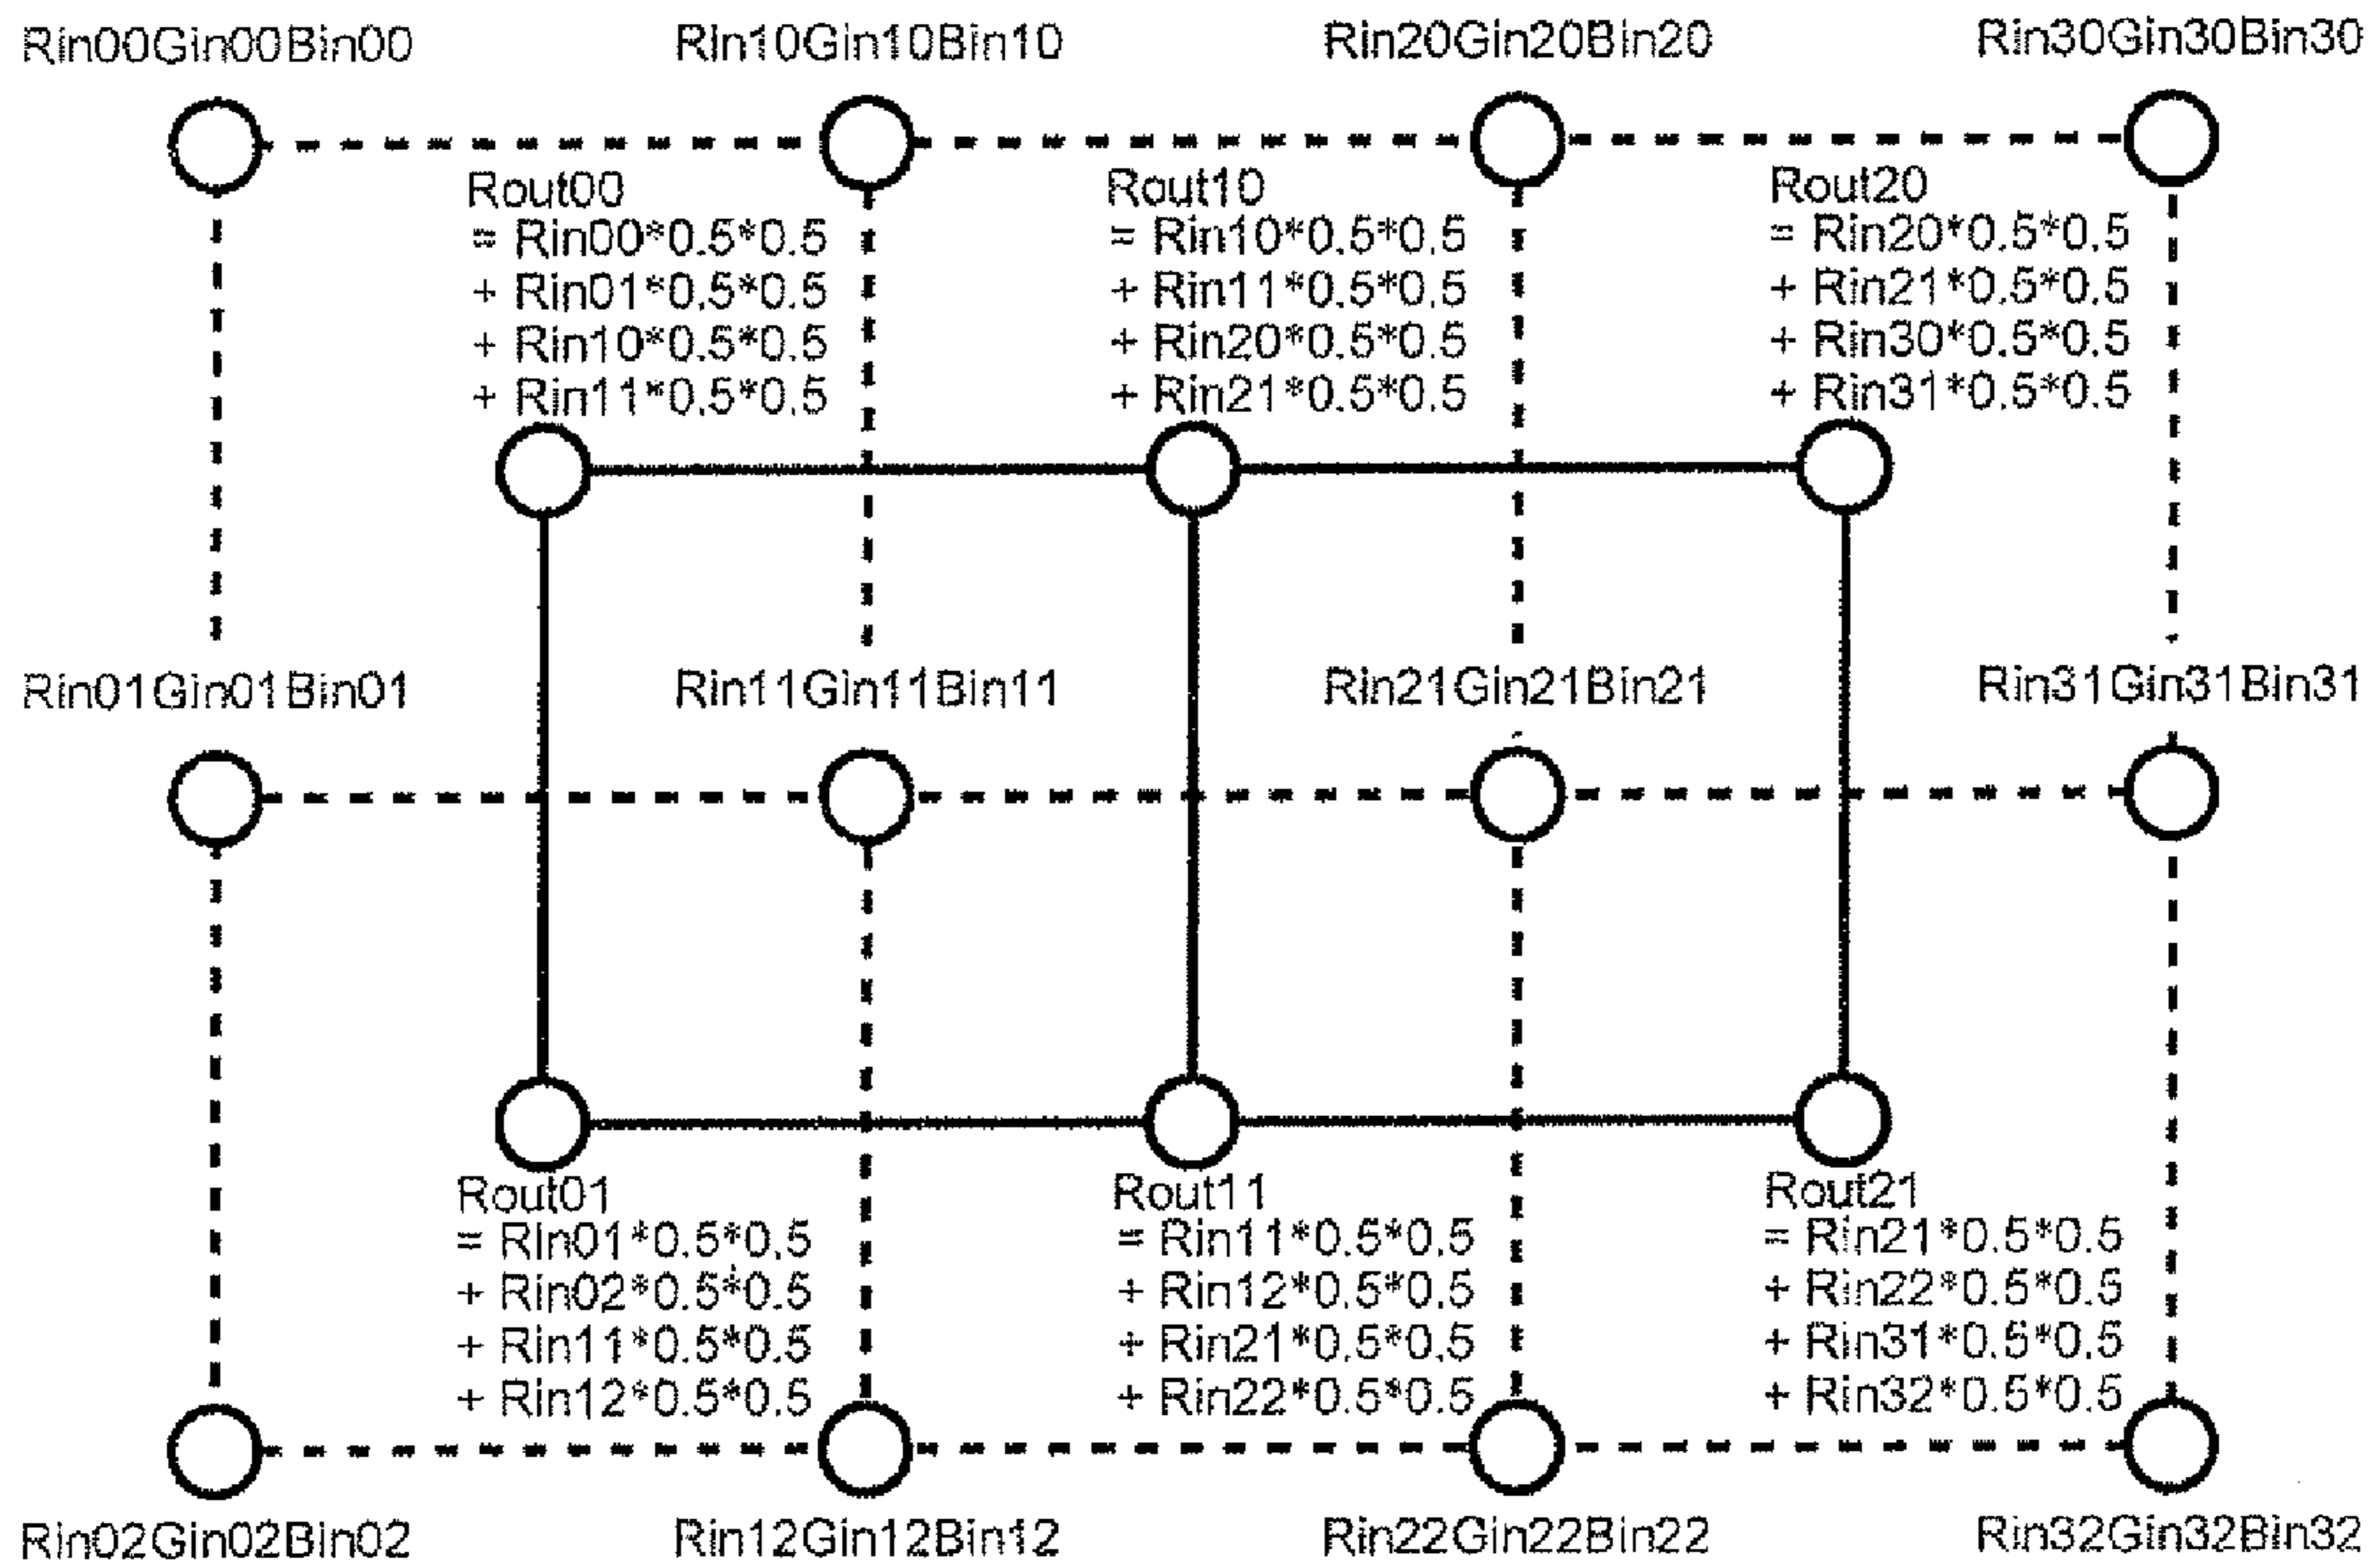 Rin00Gin00Bin00
Rin10Gin10Bin10
Rin20Gin20Bin20
Rin30Gin30Bin30
Rout00
= Rin00*0.5*0.5
+ Rin01*0.5*0.5
+ Rin10*0.5*0.5
+ Rin11*0.5*0.5
Rout10
= Rin10*0.5*0.5
+ Rin11*0.5*0.5
+ Rin20*0.5*0.5
+ Rin21*0.5*0.5
Rout20
= Rin20*0.5*0.5
+ Rin21*0.5*0.5
+ Rin30*0.5*0.5
+ Rin31*0.5*0.5
Rin01Gin01Bin01
Rin11Gin11Bin11
Rin21Gin21Bin21
Rin31Gin31Bin31
Rout01
= Rin01*0.5*0.5
+ Rin02*0.5*0.5
+ Rin11*0.5*0.5
+ Rin12*0.5*0.5
Rout11
= Rin11*0.5*0.5
+ Rin12*0.5*0.5
+ Rin21*0.5*0.5
+ Rin22*0.5*0.5
Rout21
= Rin21*0.5*0.5
+ Rin22*0.5*0.5
+ Rin31*0.5*0.5
+ Rin32*0.5*0.5
Rin02Gin02Bin02
Rin12Gin12Bin12
Rin22Gin22Bin22
Rin32Gin32Bin32